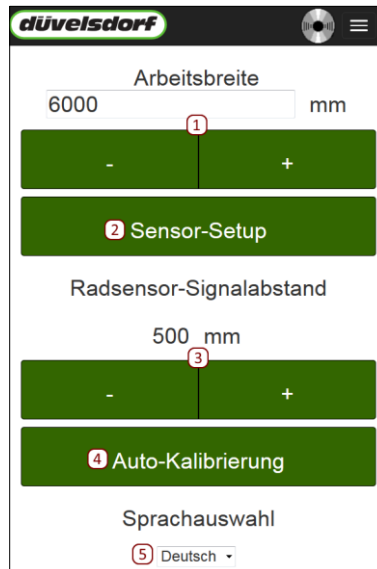 düvelsdorf
Arbeitsbreite
6000 mm
1
- +
2 Sensor-Setup
Radsensor-Signalabstand
500 mm
3
- +
4 Auto-Kalibrierung
Sprachauswahl
5 Deutsch